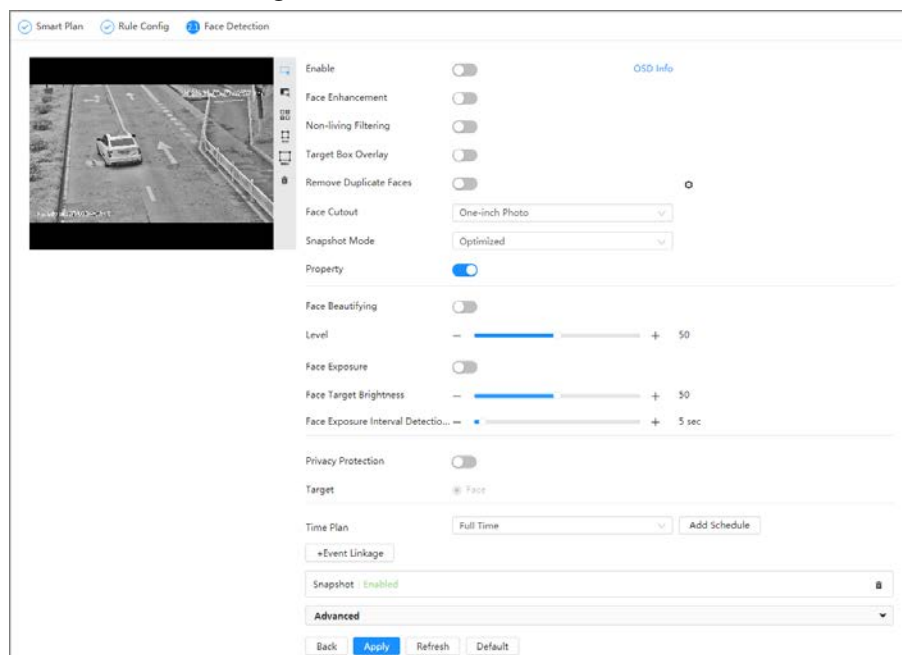 Smart Plan Rule Config 2.1 Face Detection
Enable OSD Info
Face Enhancement
Non-living Filtering
Target Box Overlay
Remove Duplicate Faces
Face Cutout One-inch Photo
Snapshot Mode Optimized
Property
Face Beautifying
Level − + 50
Face Exposure
Face Target Brightness − + 50
Face Exposure Interval Detectio... − + 5 sec
Privacy Protection
Target Face
Time Plan Full Time Add Schedule
+Event Linkage
Snapshot Enabled
Advanced
Back Apply Refresh Default